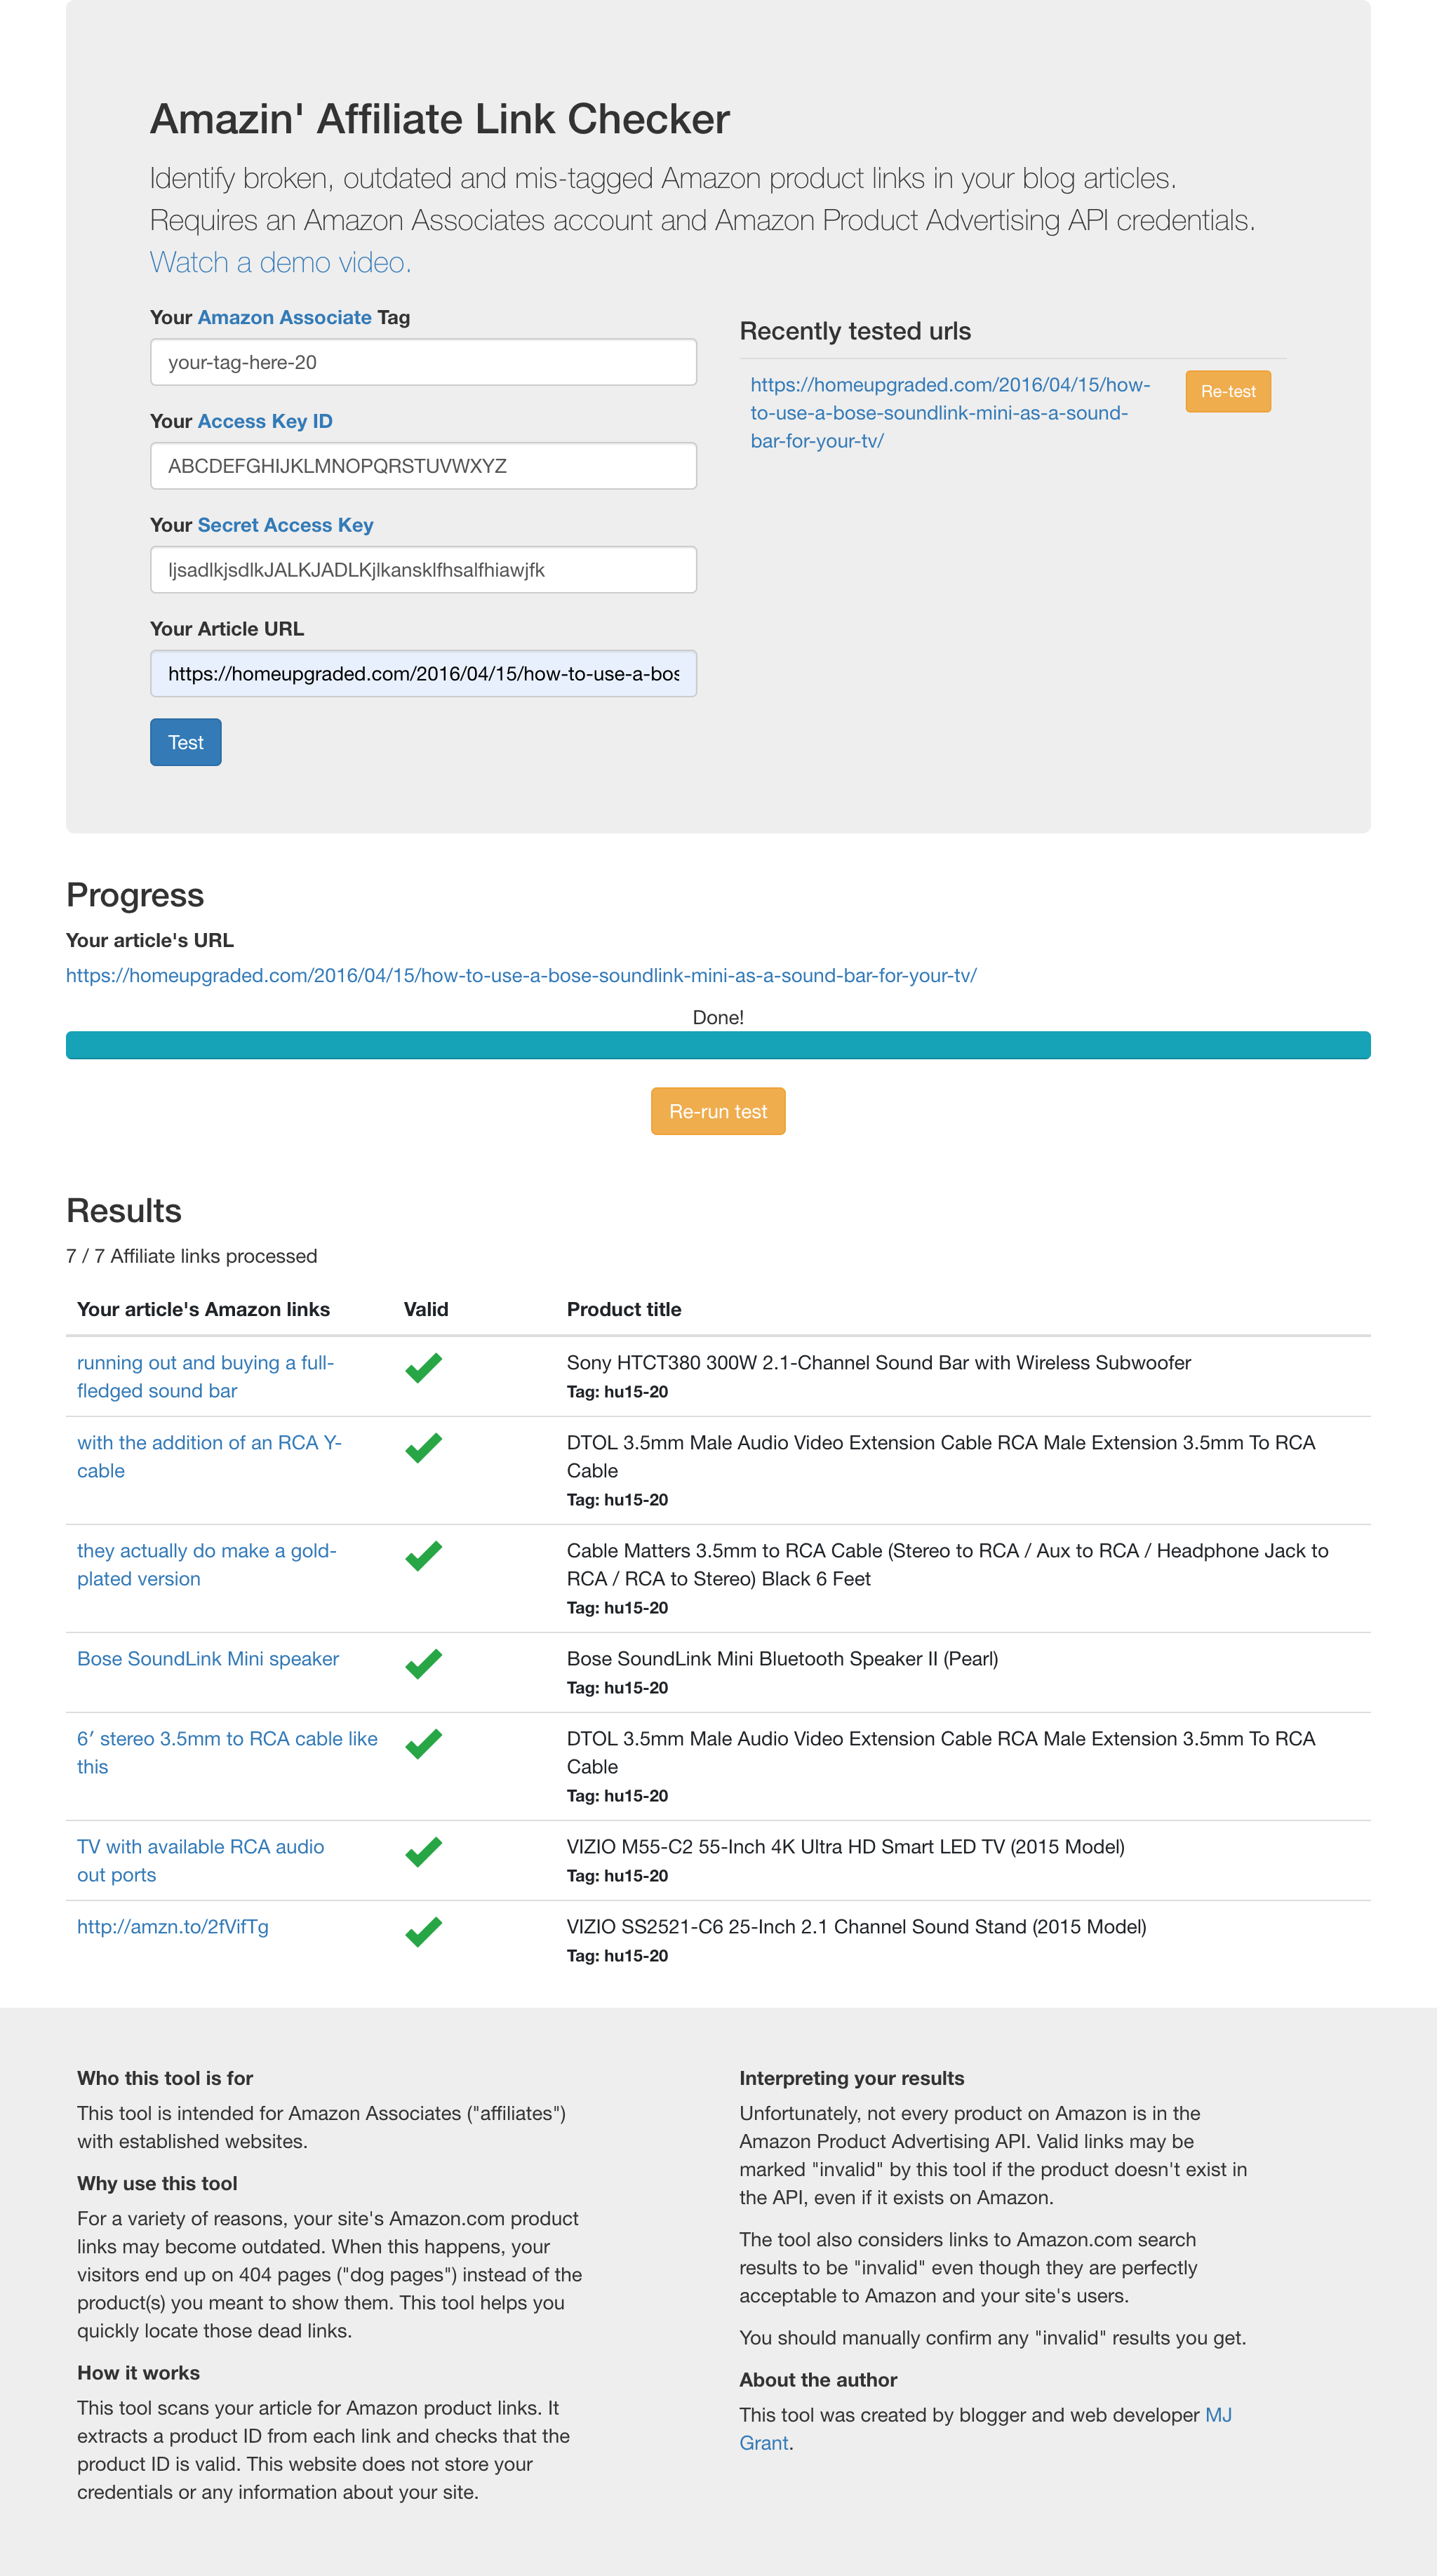 Amazin' Affiliate Link Checker
Identify broken, outdated and mis-tagged Amazon product links in your blog articles.
Requires an Amazon Associates account and Amazon Product Advertising API credentials.
Watch a demo video.
Your Amazon Associate Tag
your-tag-here-20
Your Access Key ID
ABCDEFGHIJKLMNOPQRSTUVWXYZ
Your Secret Access Key
ljsadlkjsdlkJALKJADLKjlkansklfhsalfhiawjfk
Your Article URL
https://homeupgraded.com/2016/04/15/how-to-use-a-bos
Test
Recently tested urls
https://homeupgraded.com/2016/04/15/how-
to-use-a-bose-soundlink-mini-as-a-sound-
bar-for-your-tv/
Re-test
Progress
Your article's URL
https://homeupgraded.com/2016/04/15/how-to-use-a-bose-soundlink-mini-as-a-sound-bar-for-your-tv/
Done!
Re-run test
Results
7 / 7 Affiliate links processed
Your article's Amazon links Valid Product title
running out and buying a full-
fledged sound bar
Sony HTCT380 300W 2.1-Channel Sound Bar with Wireless Subwoofer
Tag: hu15-20
with the addition of an RCA Y-
cable
DTOL 3.5mm Male Audio Video Extension Cable RCA Male Extension 3.5mm To RCA
Cable
Tag: hu15-20
they actually do make a gold-
plated version
Cable Matters 3.5mm to RCA Cable (Stereo to RCA / Aux to RCA / Headphone Jack to
RCA / RCA to Stereo) Black 6 Feet
Tag: hu15-20
Bose SoundLink Mini speaker
Bose SoundLink Mini Bluetooth Speaker II (Pearl)
Tag: hu15-20
6′ stereo 3.5mm to RCA cable like
this
DTOL 3.5mm Male Audio Video Extension Cable RCA Male Extension 3.5mm To RCA
Cable
Tag: hu15-20
TV with available RCA audio
out ports
VIZIO M55-C2 55-Inch 4K Ultra HD Smart LED TV (2015 Model)
Tag: hu15-20
http://amzn.to/2fVifTg
VIZIO SS2521-C6 25-Inch 2.1 Channel Sound Stand (2015 Model)
Tag: hu15-20
Who this tool is for
This tool is intended for Amazon Associates ("affiliates")
with established websites.
Why use this tool
For a variety of reasons, your site's Amazon.com product
links may become outdated. When this happens, your
visitors end up on 404 pages ("dog pages") instead of the
product(s) you meant to show them. This tool helps you
quickly locate those dead links.
How it works
This tool scans your article for Amazon product links. It
extracts a product ID from each link and checks that the
product ID is valid. This website does not store your
credentials or any information about your site.
Interpreting your results
Unfortunately, not every product on Amazon is in the
Amazon Product Advertising API. Valid links may be
marked "invalid" by this tool if the product doesn't exist in
the API, even if it exists on Amazon.
The tool also considers links to Amazon.com search
results to be "invalid" even though they are perfectly
acceptable to Amazon and your site's users.
You should manually confirm any "invalid" results you get.
About the author
This tool was created by blogger and web developer MJ
Grant.